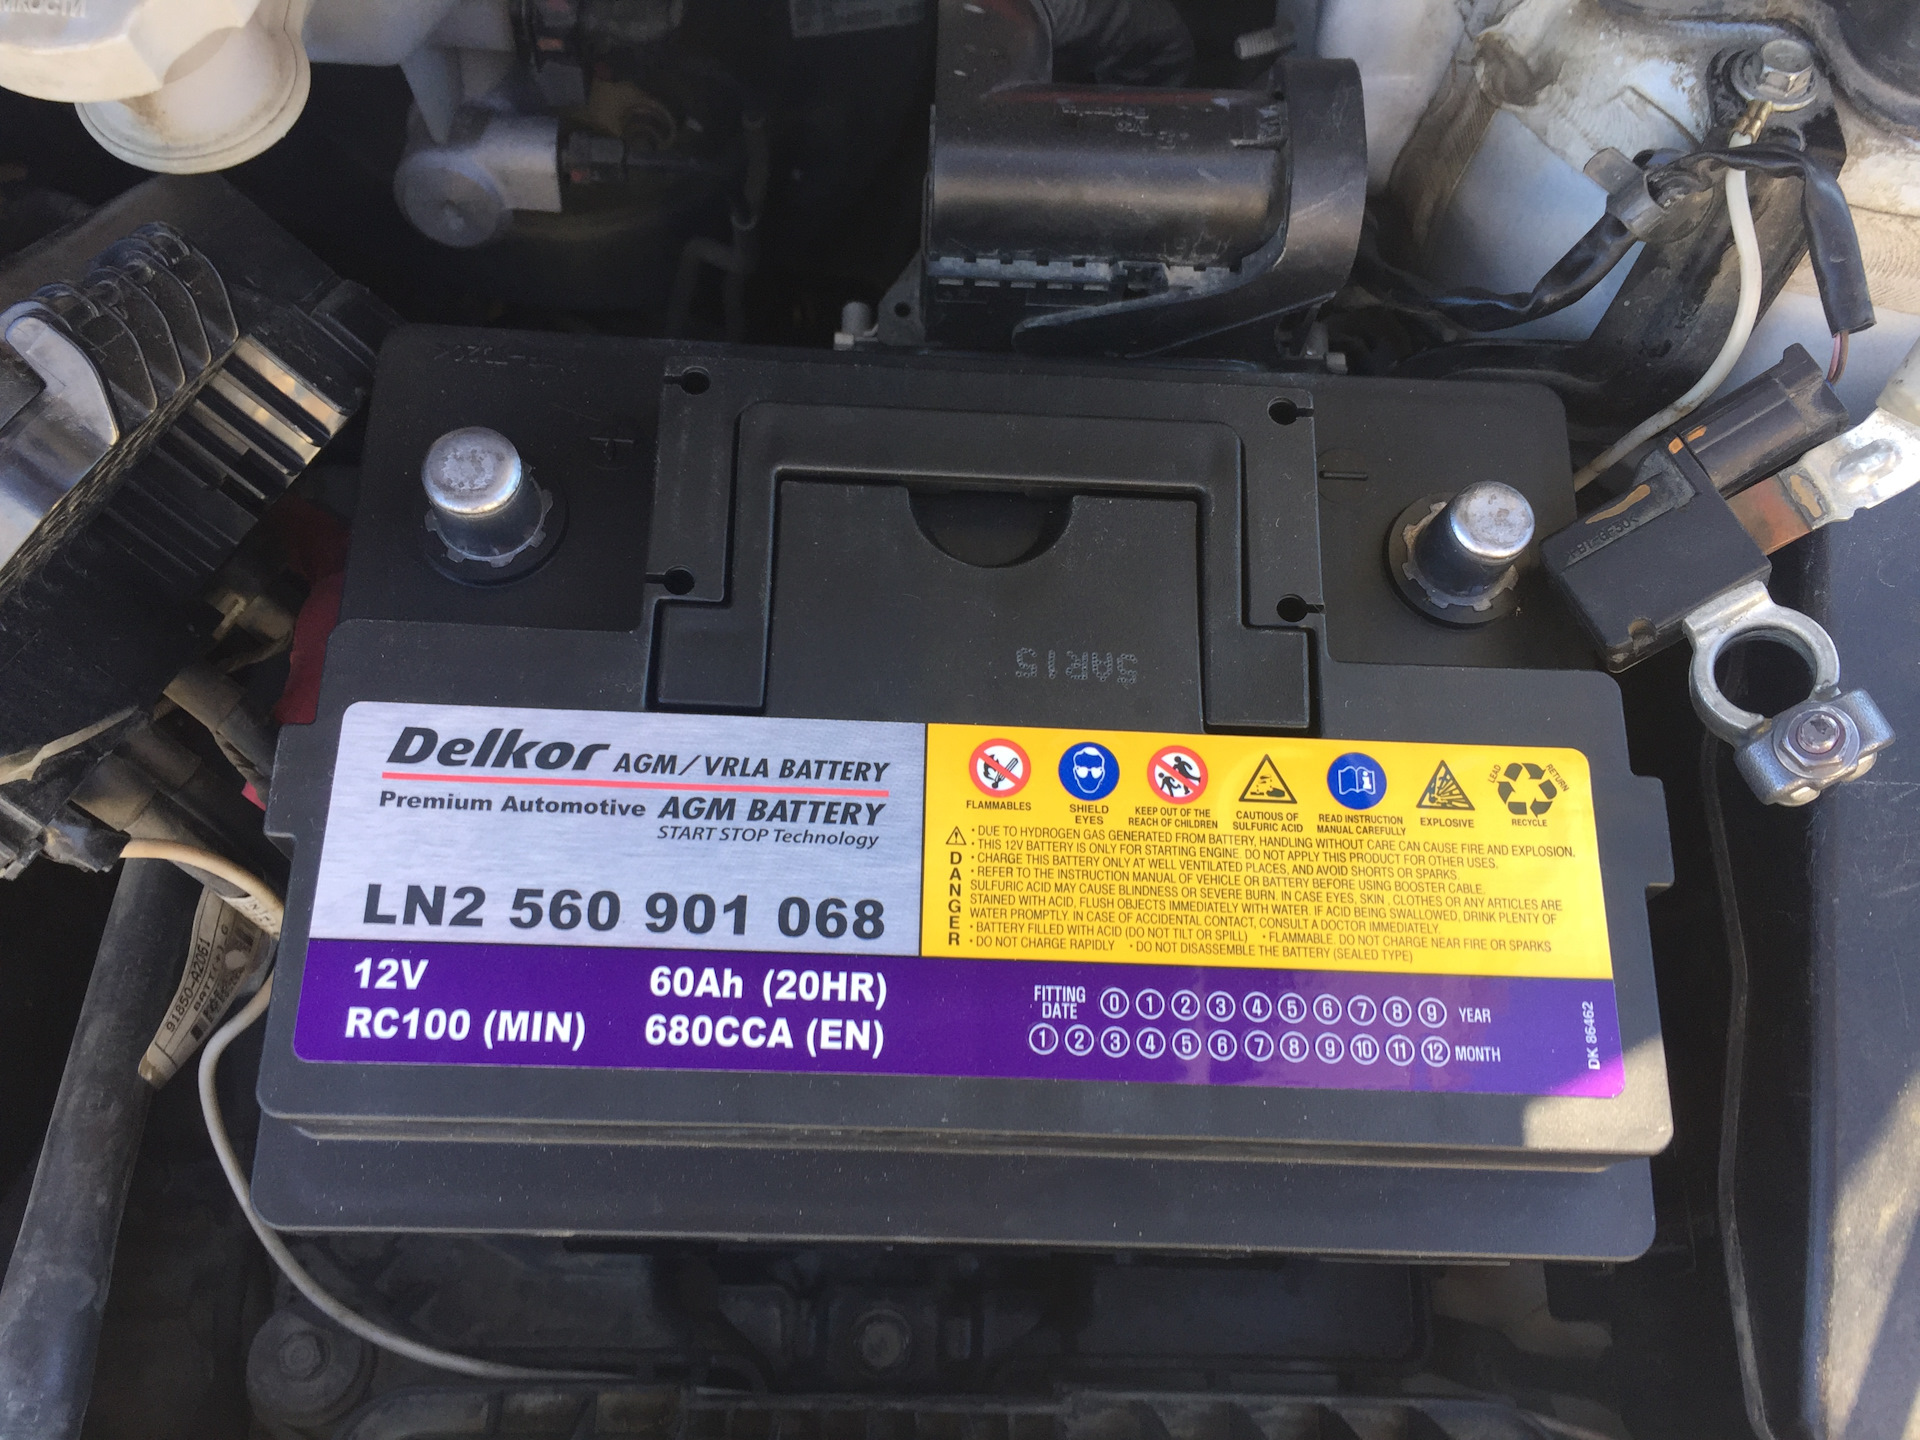 Delkor AGM/VRLA BATTERY
Premium Automotive AGM BATTERY
START STOP Technology
LN2 560 901 068
12V 60Ah (20HR)
RC100 (MIN) 680CCA (EN)
FLAMMABLES
SHIELD EYES
KEEP OUT OF THE REACH OF CHILDREN
CAUTIOUS OF SULFURIC ACID
READ INSTRUCTION MANUAL CAREFULLY
EXPLOSIVE
LEAD RETURN
RECYCLE
DANGER
• DUE TO HYDROGEN GAS GENERATED FROM BATTERY, HANDLING WITHOUT CARE CAN CAUSE FIRE AND EXPLOSION.
• THIS 12V BATTERY IS ONLY FOR STARTING ENGINE. DO NOT APPLY THIS PRODUCT FOR OTHER USES.
• CHARGE THIS BATTERY ONLY AT WELL VENTILATED PLACES, AND AVOID SHORTS OR SPARKS.
• REFER TO THE INSTRUCTION MANUAL OF VEHICLE OR BATTERY BEFORE USING BOOSTER CABLE.
SULFURIC ACID MAY CAUSE BLINDNESS OR SEVERE BURN. IN CASE EYES, SKIN, CLOTHES OR ANY ARTICLES ARE
STAINED WITH ACID, FLUSH OBJECTS IMMEDIATELY WITH WATER. IF ACID BEING SWALLOWED, DRINK PLENTY OF
WATER PROMPTLY. IN CASE OF ACCIDENTAL CONTACT, CONSULT A DOCTOR IMMEDIATELY.
• BATTERY FILLED WITH ACID (DO NOT TILT OR SPILL) • FLAMMABLE. DO NOT CHARGE NEAR FIRE OR SPARKS
• DO NOT CHARGE RAPIDLY • DO NOT DISASSEMBLE THE BATTERY (SEALED TYPE)
FITTING DATE 0 1 2 3 4 5 6 7 8 9 YEAR
1 2 3 4 5 6 7 8 9 10 11 12 MONTH
DK 86462
91850-A2061
BATT(+)